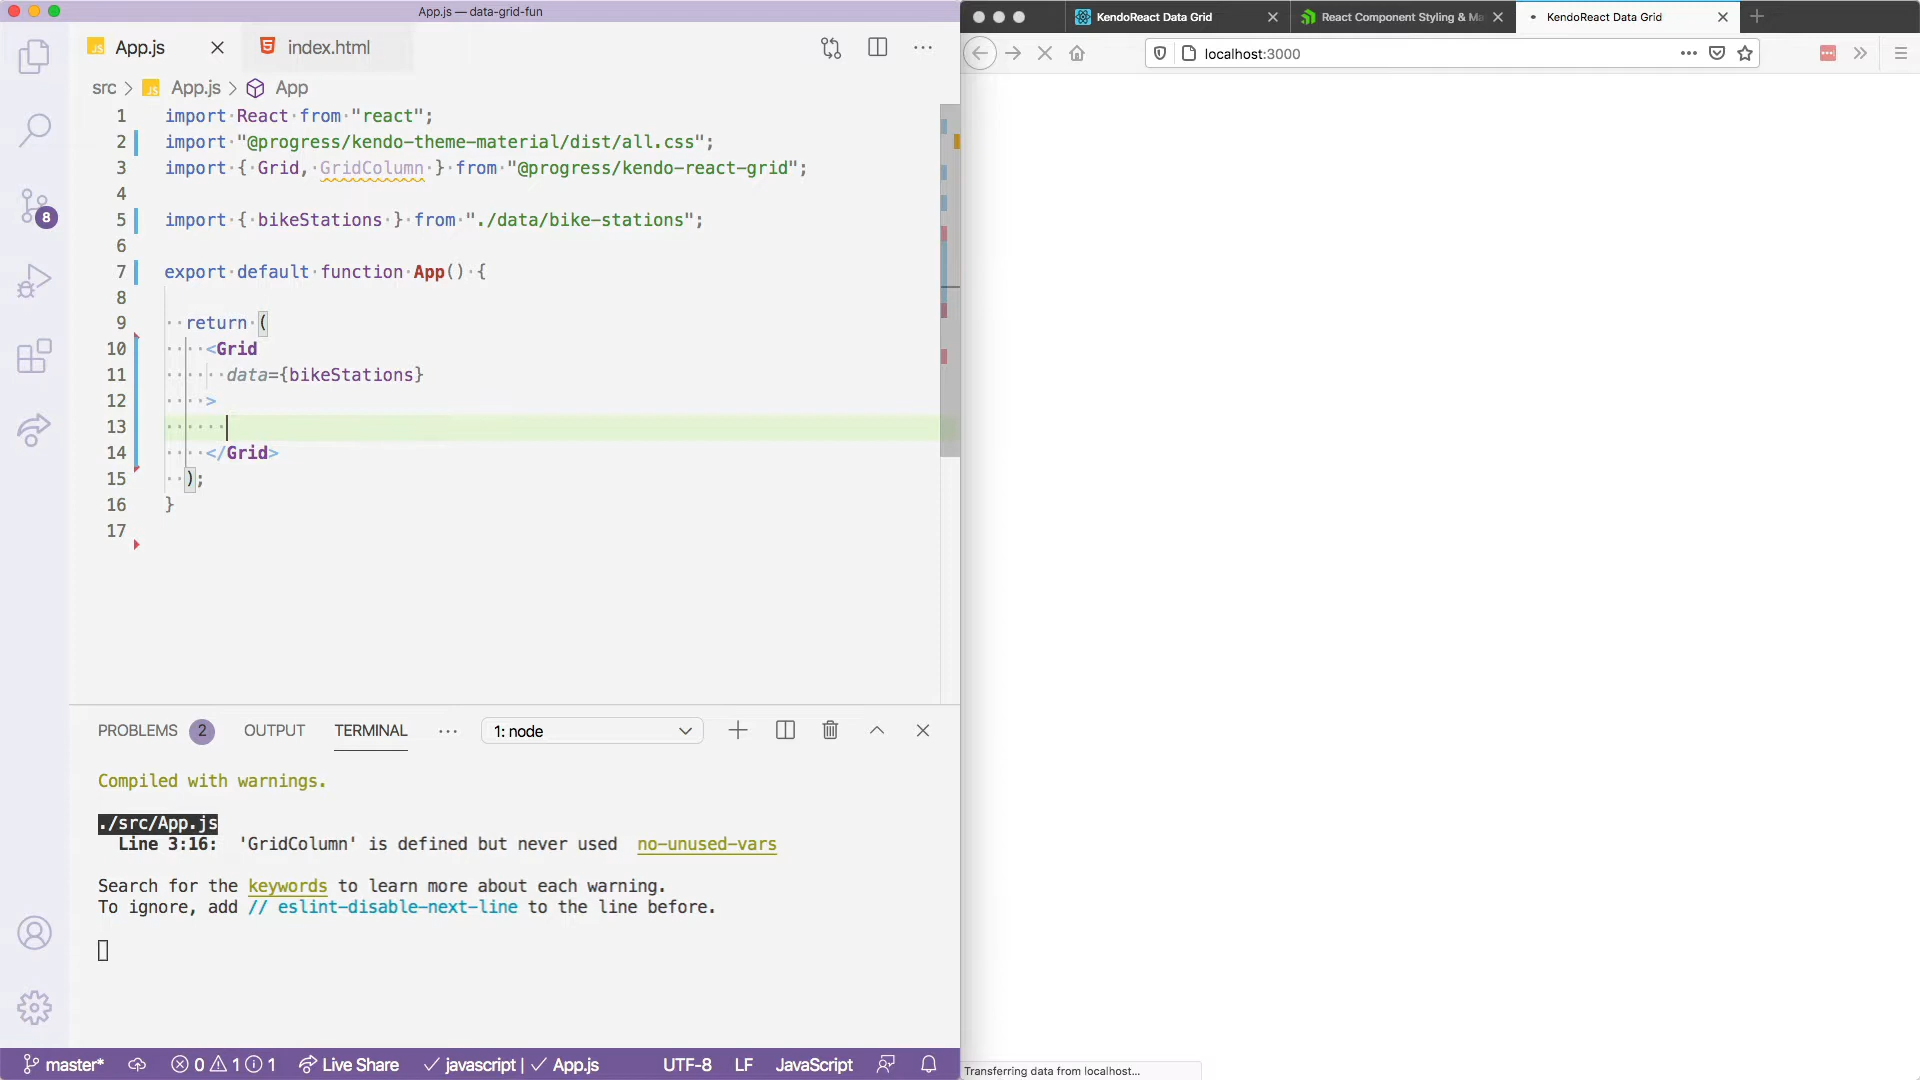 App.js — data-grid-fun
JS App.js
index.html
src > JS App.js > App
1 import React from "react";
2 import "@progress/kendo-theme-material/dist/all.css";
3 import { Grid, GridColumn } from "@progress/kendo-react-grid";
4
5 import { bikeStations } from "./data/bike-stations";
6
7 export default function App() {
8
9 return (
10 <Grid
11 data={bikeStations}
12 >
13
14 </Grid>
15 );
16 }
17
8
PROBLEMS 2 OUTPUT TERMINAL ··· 1: node
Compiled with warnings.
./src/App.js
Line 3:16: 'GridColumn' is defined but never used no-unused-vars
Search for the keywords to learn more about each warning.
To ignore, add // eslint-disable-next-line to the line before.
master* 0 1 1 Live Share ✓ javascript | ✓ App.js UTF-8 LF JavaScript
KendoReact Data Grid
React Component Styling & Ma
KendoReact Data Grid
localhost:3000
Transferring data from localhost...